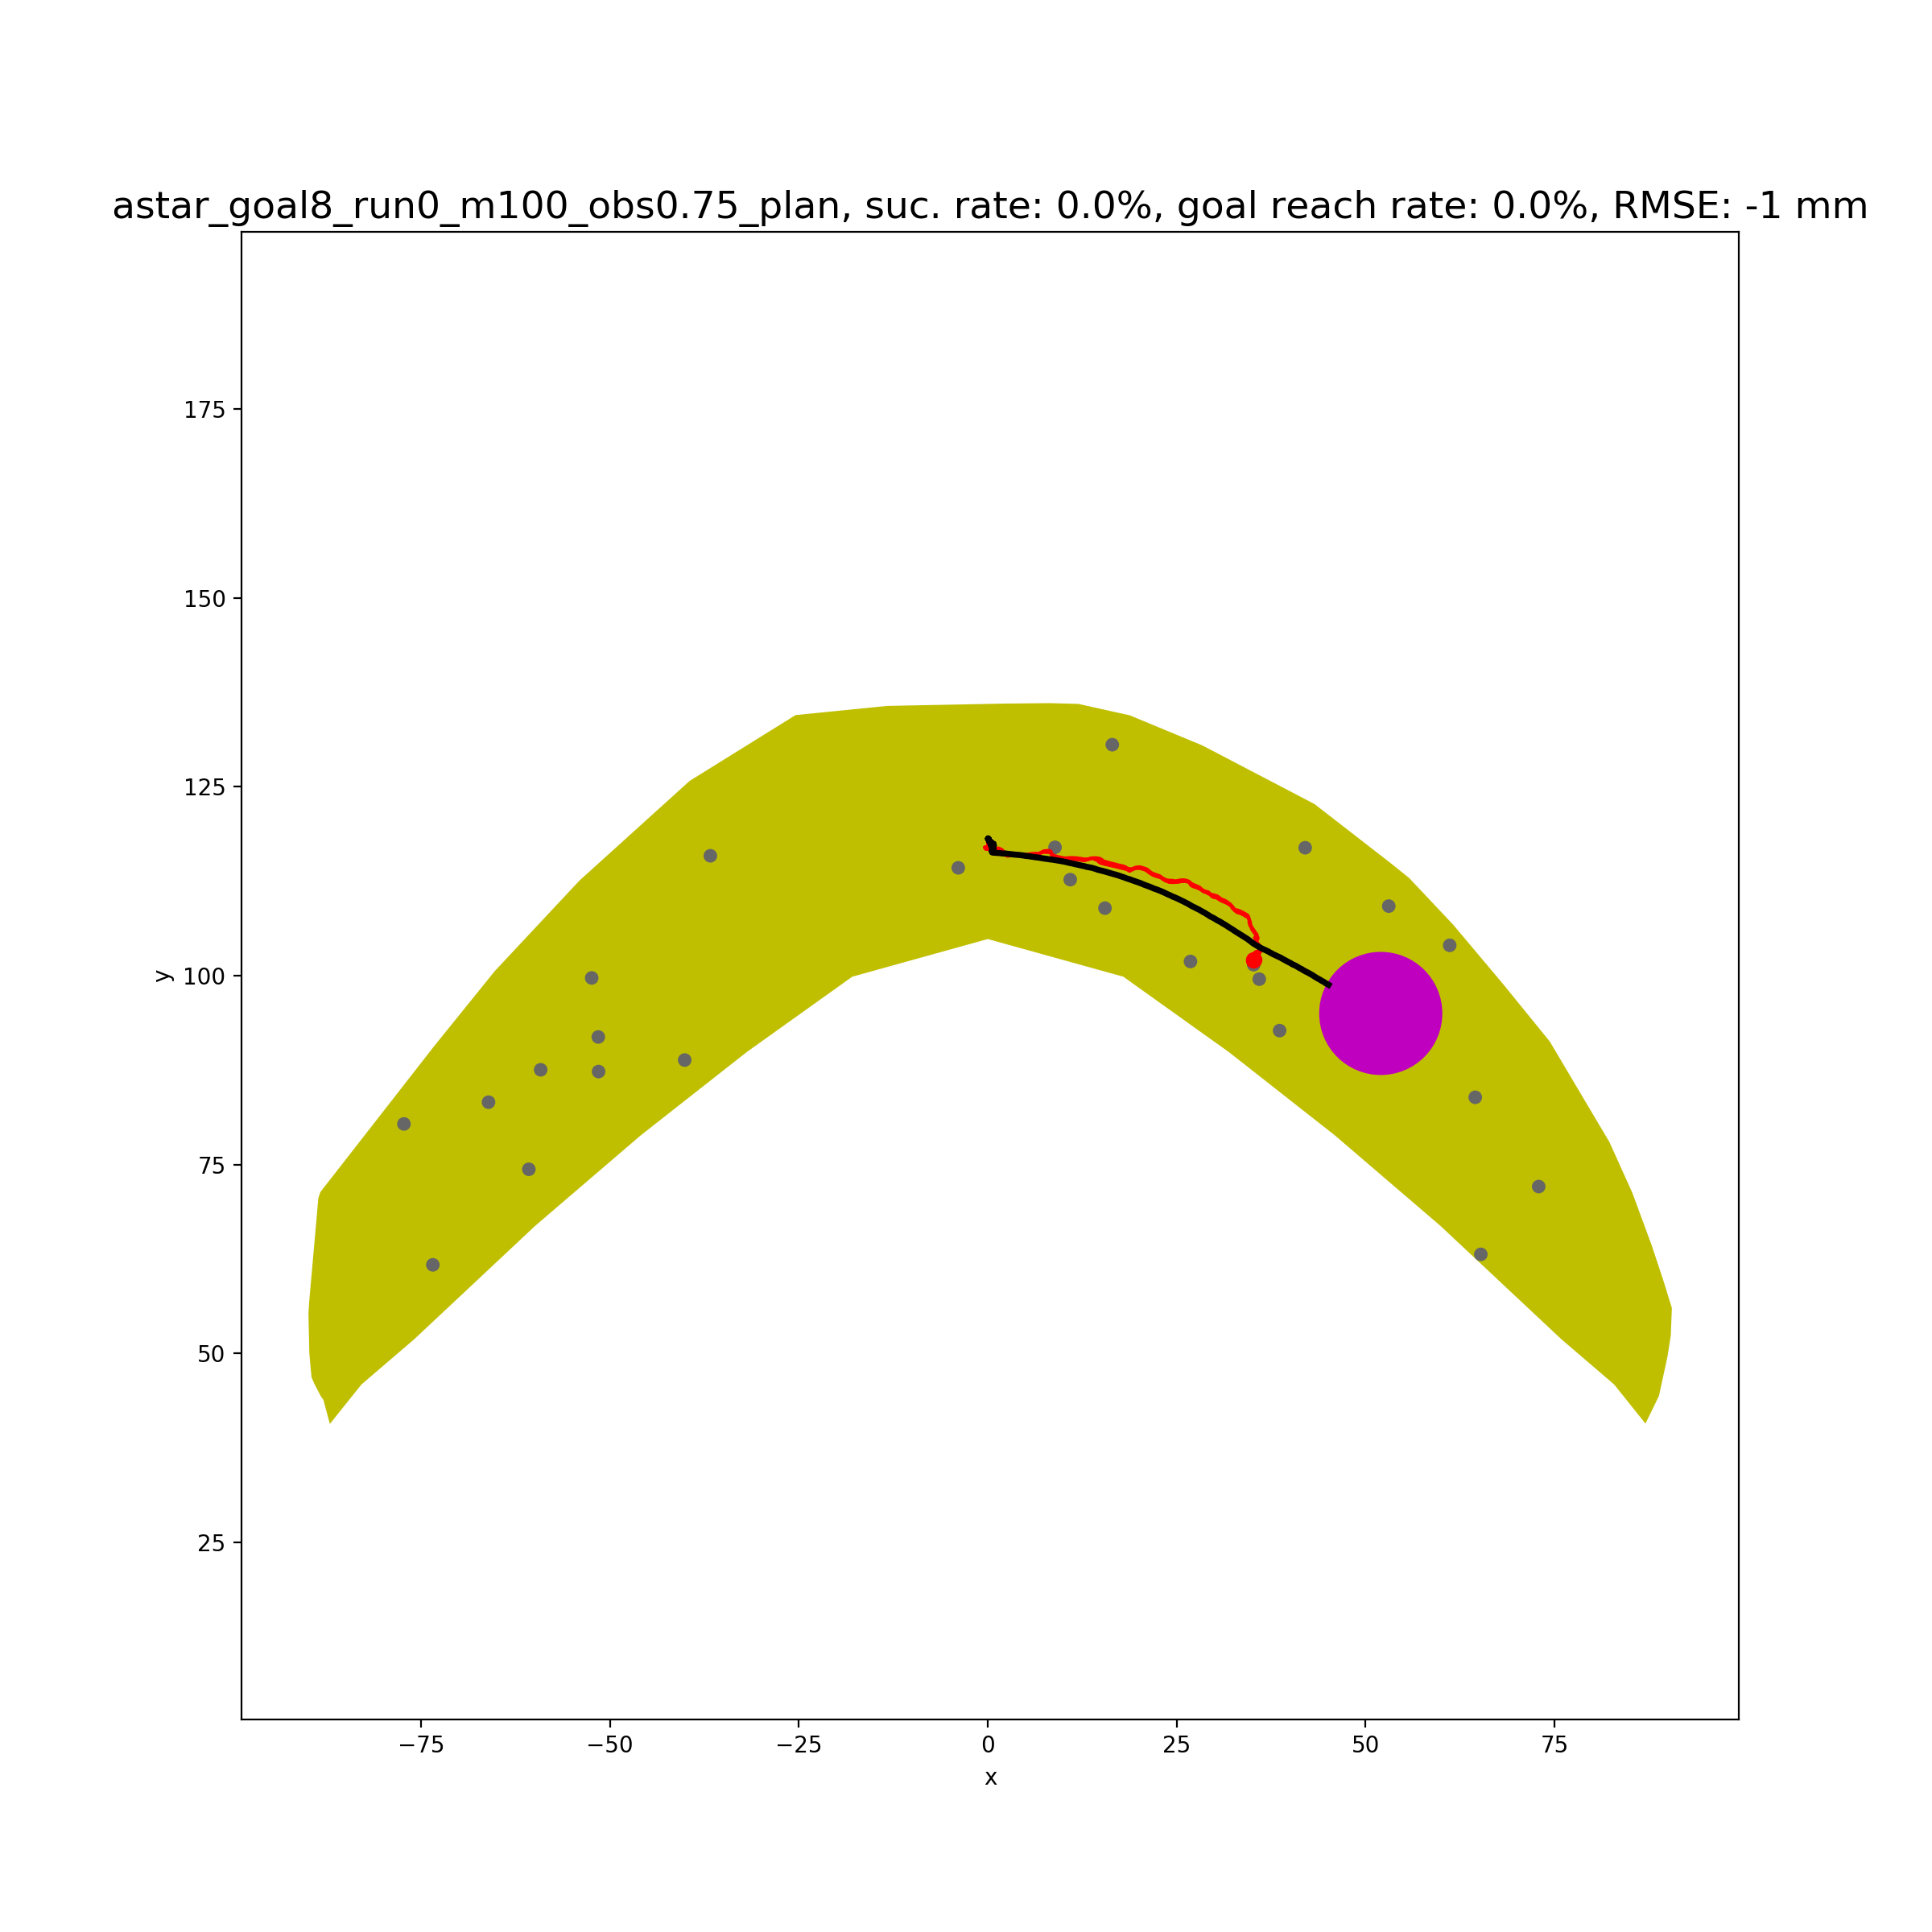 astar_goal8_run0_m100_obs0.75_plan, suc. rate: 0.0%, goal reach rate: 0.0%, RMSE: -1 mm
175
150
125
y
100
75
50
25
−75 −50 −25 0 25 50 75
x